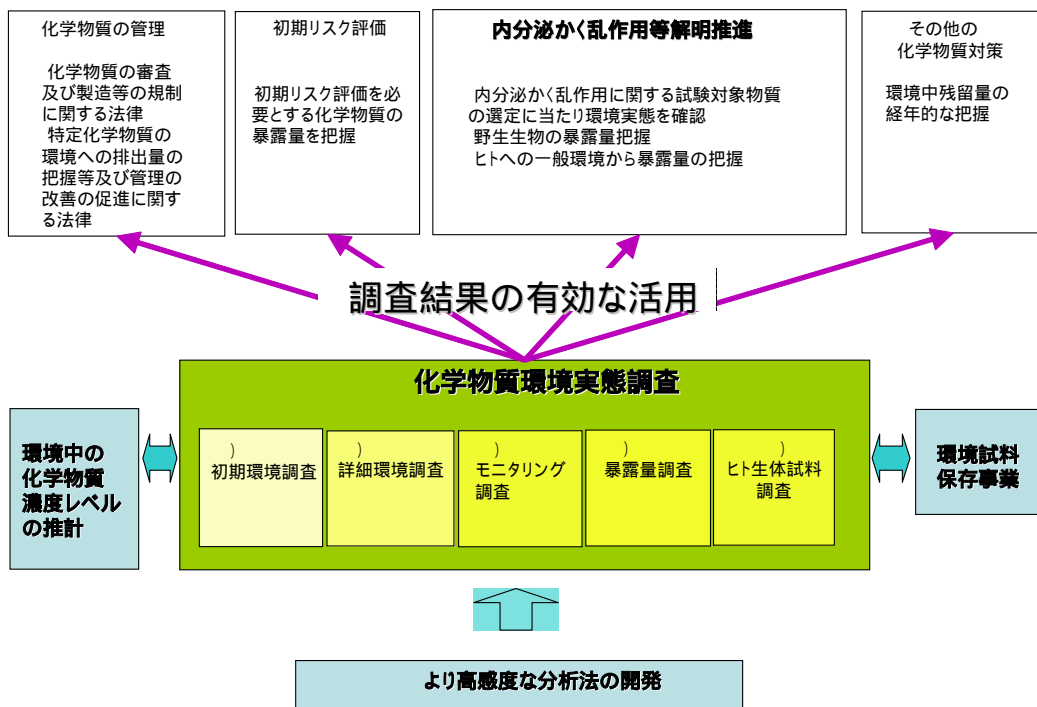 化学物質の管理
化学物質の審査
及び製造等の規制
に関する法律
特定化学物質の
環境への排出量の
把握等及び管理の
改善の促進に関す
る法律
初期リスク評価
初期リスク評価を必
要とする化学物質の
暴露量を把握
内分泌かく乱作用等解明推進
内分泌かく乱作用に関する試験対象物質
の選定に当たり環境実態を確認
野生生物の暴露量把握
ヒトへの一般環境から暴露量の把握
その他の
化学物質対策
環境中残留量の
経年的な把握
調査結果の有効な活用
化学物質環境実態調査
環境中の
化学物質
濃度レベル
の推計
)
初期環境調査
)
詳細環境調査
)
モニタリング
調査
)
暴露量調査
)
ヒト生体試料
調査
環境試料
保存事業
より高感度な分析法の開発